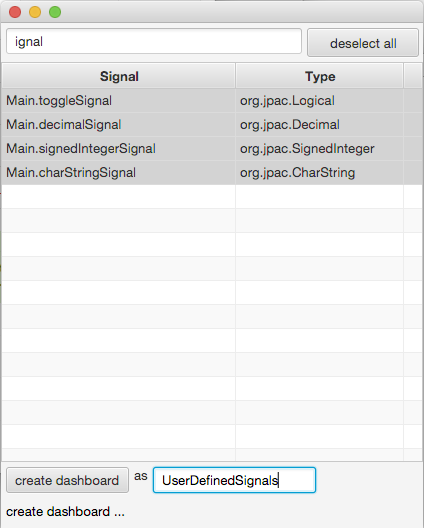 ignal deselect all
Signal Type
Main.toggleSignal org.jpac.Logical
Main.decimalSignal org.jpac.Decimal
Main.signedIntegerSignal org.jpac.SignedInteger
Main.charStringSignal org.jpac.CharString
create dashboard as UserDefinedSignals
create dashboard ...